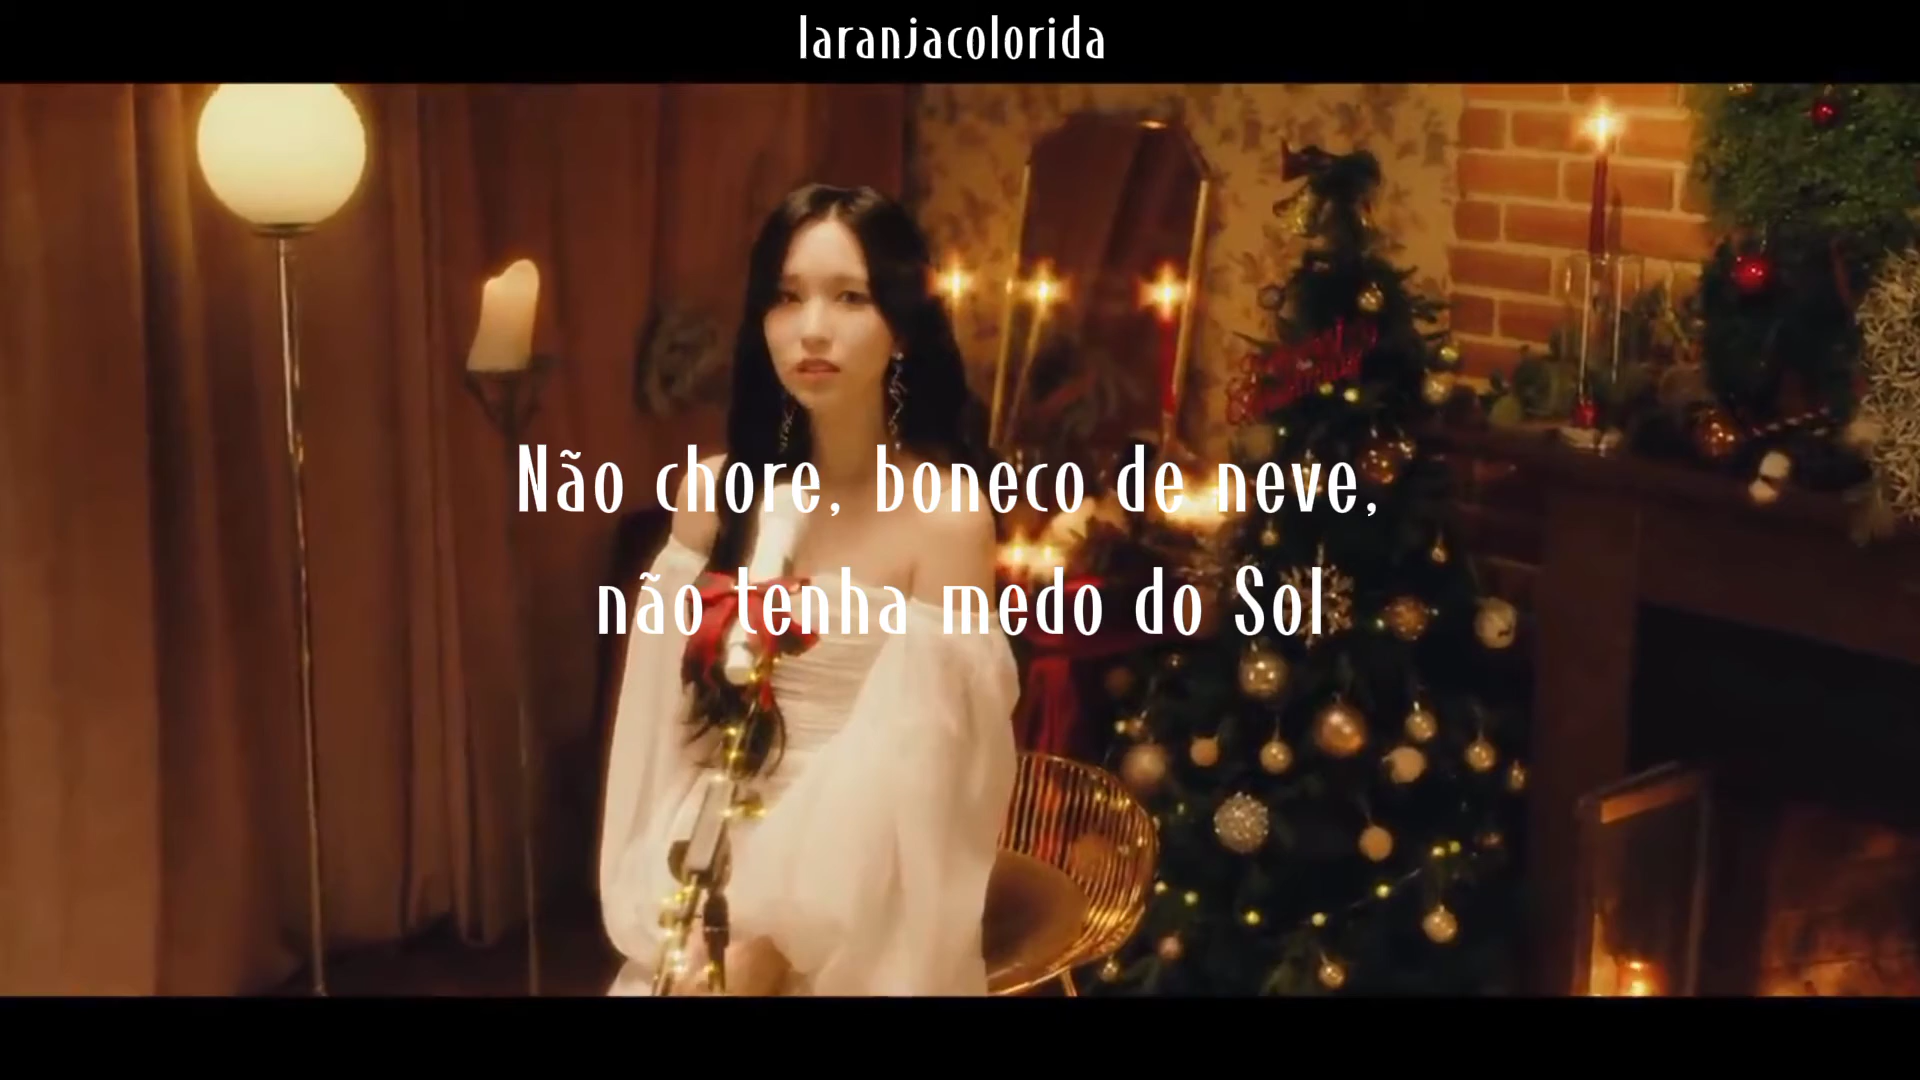 laranjacolorida
Não chore, boneco de neve,
não tenha medo do Sol